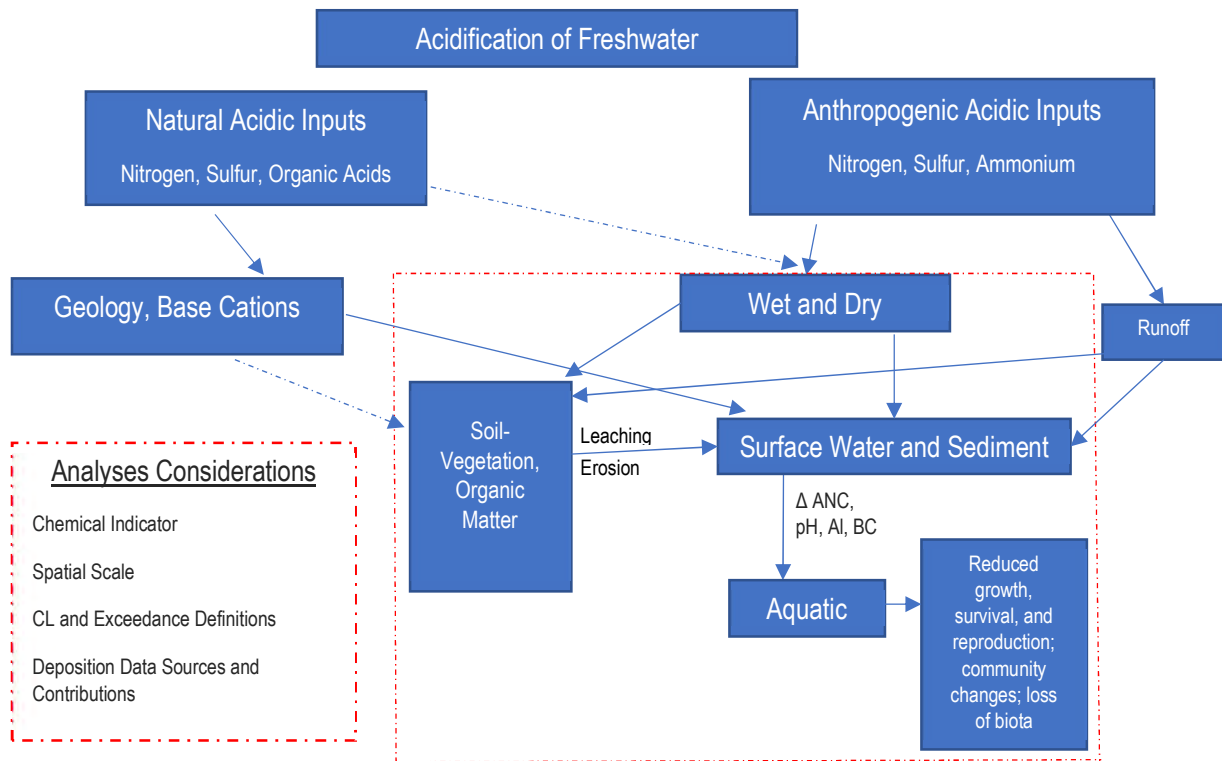 Acidification of Freshwater
Natural Acidic Inputs
Nitrogen, Sulfur, Organic Acids
Anthropogenic Acidic Inputs
Nitrogen, Sulfur, Ammonium
Geology, Base Cations
Wet and Dry
Runoff
Soil-
Vegetation,
Organic
Matter
Leaching
Erosion
Surface Water and Sediment
Δ ANC,
pH, Al, BC
Aquatic
Reduced
growth,
survival, and
reproduction;
community
changes; loss
of biota
Analyses Considerations
Chemical Indicator
Spatial Scale
CL and Exceedance Definitions
Deposition Data Sources and
Contributions